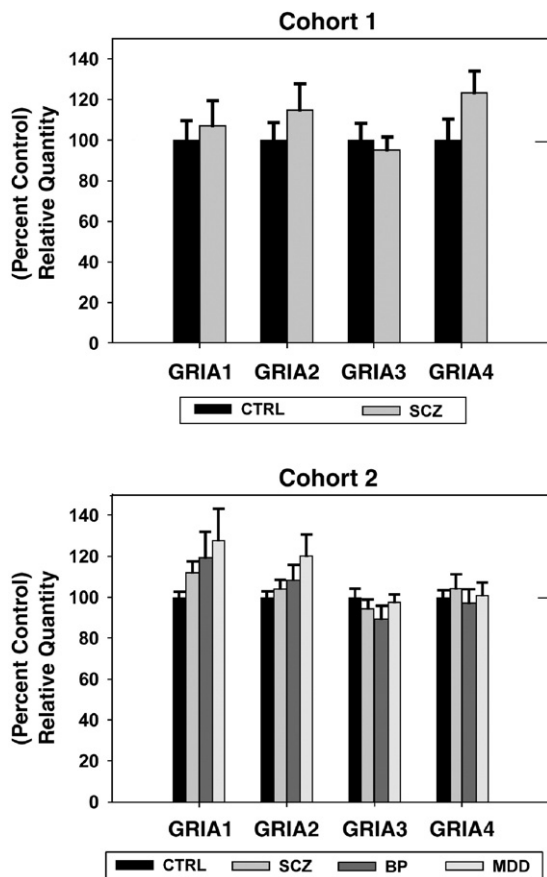 Cohort 1
(Percent Control)
Relative Quantity
140
120
100
80
60
40
20
0
GRIA1 GRIA2 GRIA3 GRIA4
CTRL SCZ
Cohort 2
(Percent Control)
Relative Quantity
140
120
100
80
60
40
20
0
GRIA1 GRIA2 GRIA3 GRIA4
CTRL SCZ BP MDD